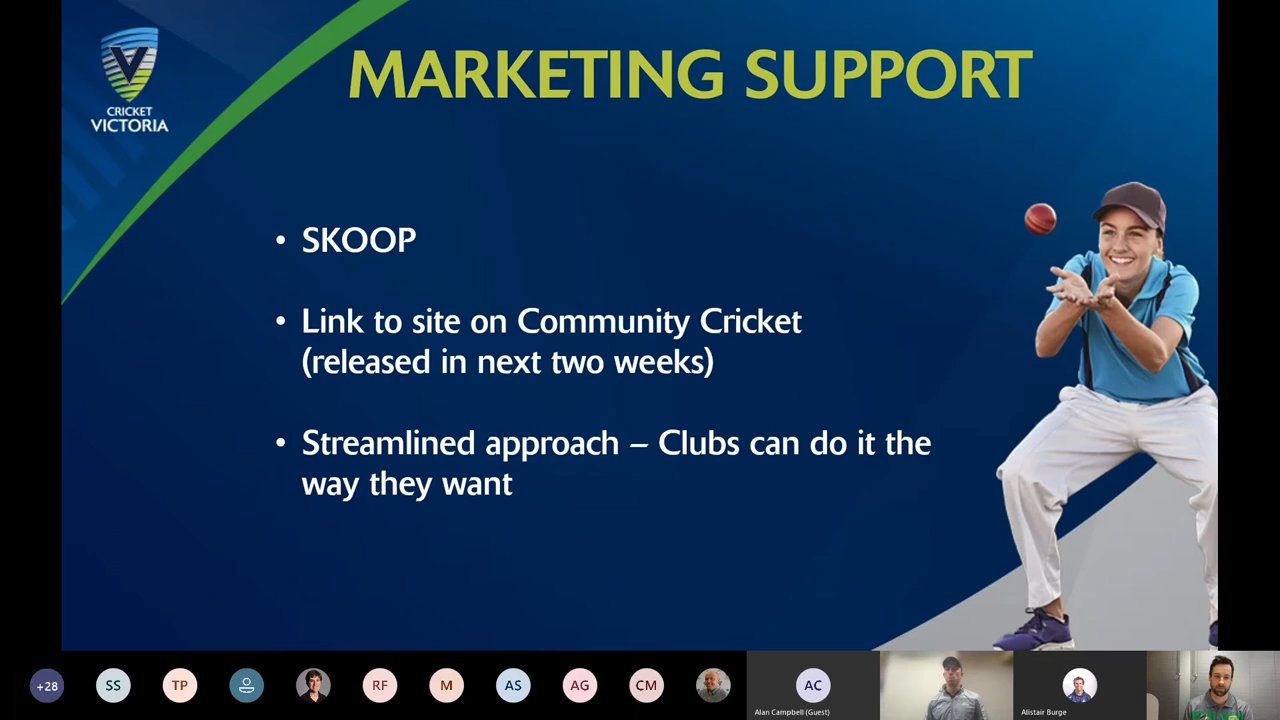 CRICKET
VICTORIA
MARKETING SUPPORT
• SKOOP
• Link to site on Community Cricket
(released in next two weeks)
• Streamlined approach – Clubs can do it the
way they want
+28
SS
TP
RF
M
AS
AG
CM
AC
Alan Campbell (Guest)
Alistair Burge